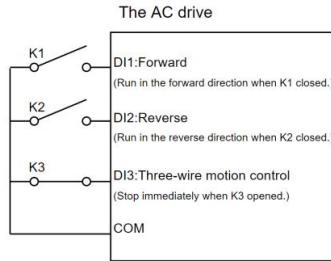 The AC drive
K1
DI1:Forward
(Run in the forward direction when K1 closed.)
K2
DI2:Reverse
(Run in the reverse direction when K2 closed.)
K3
DI3:Three-wire motion control
(Stop immediately when K3 opened.)
COM